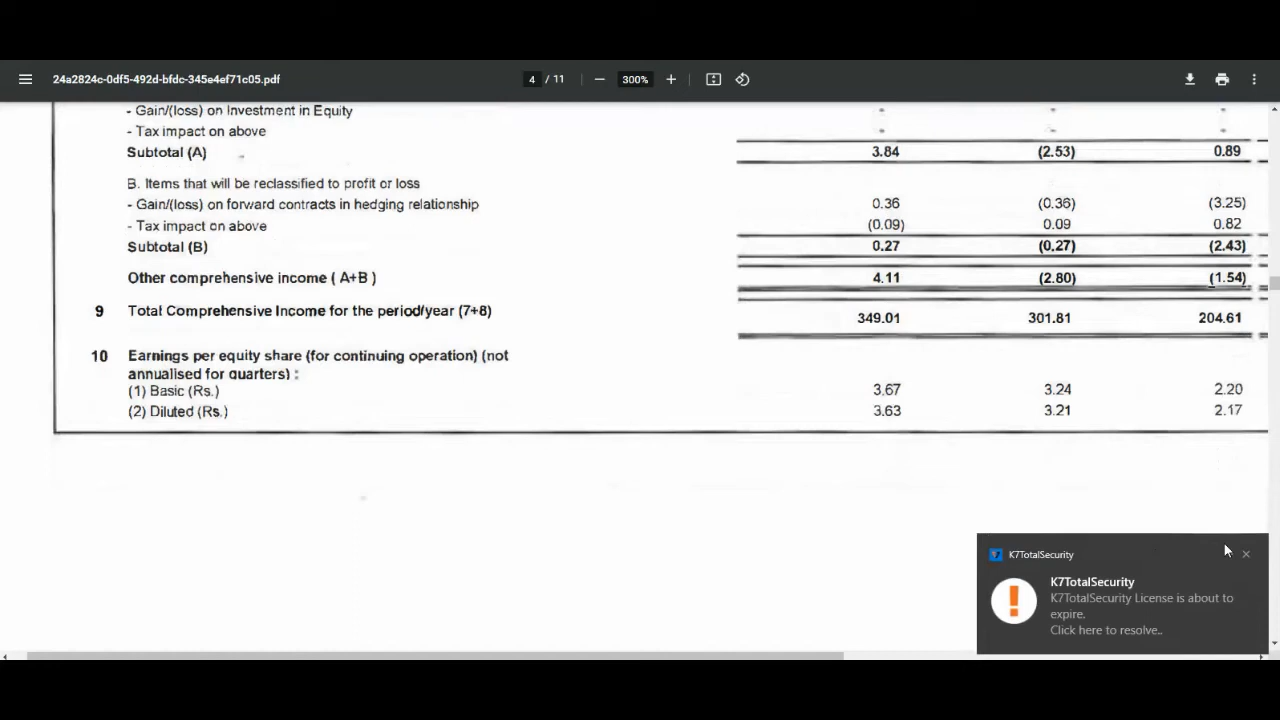 24a2824c-0df5-492d-bfdc-345e4ef71c05.pdf 4 / 11 — 300% +
- Gain/(loss) on Investment in Equity - - -
- Tax impact on above - - -
Subtotal (A) 3.84 (2.53) 0.89
B. Items that will be reclassified to profit or loss
- Gain/(loss) on forward contracts in hedging relationship 0.36 (0.36) (3.25)
- Tax impact on above (0.09) 0.09 0.82
Subtotal (B) 0.27 (0.27) (2.43)
Other comprehensive income ( A+B ) 4.11 (2.80) (1.54)
9 Total Comprehensive Income for the period/year (7+8) 349.01 301.81 204.61
10 Earnings per equity share (for continuing operation) (not
annualised for quarters) :
(1) Basic (Rs.) 3.67 3.24 2.20
(2) Diluted (Rs.) 3.63 3.21 2.17
K7TotalSecurity
K7TotalSecurity
K7TotalSecurity License is about to
expire.
Click here to resolve..